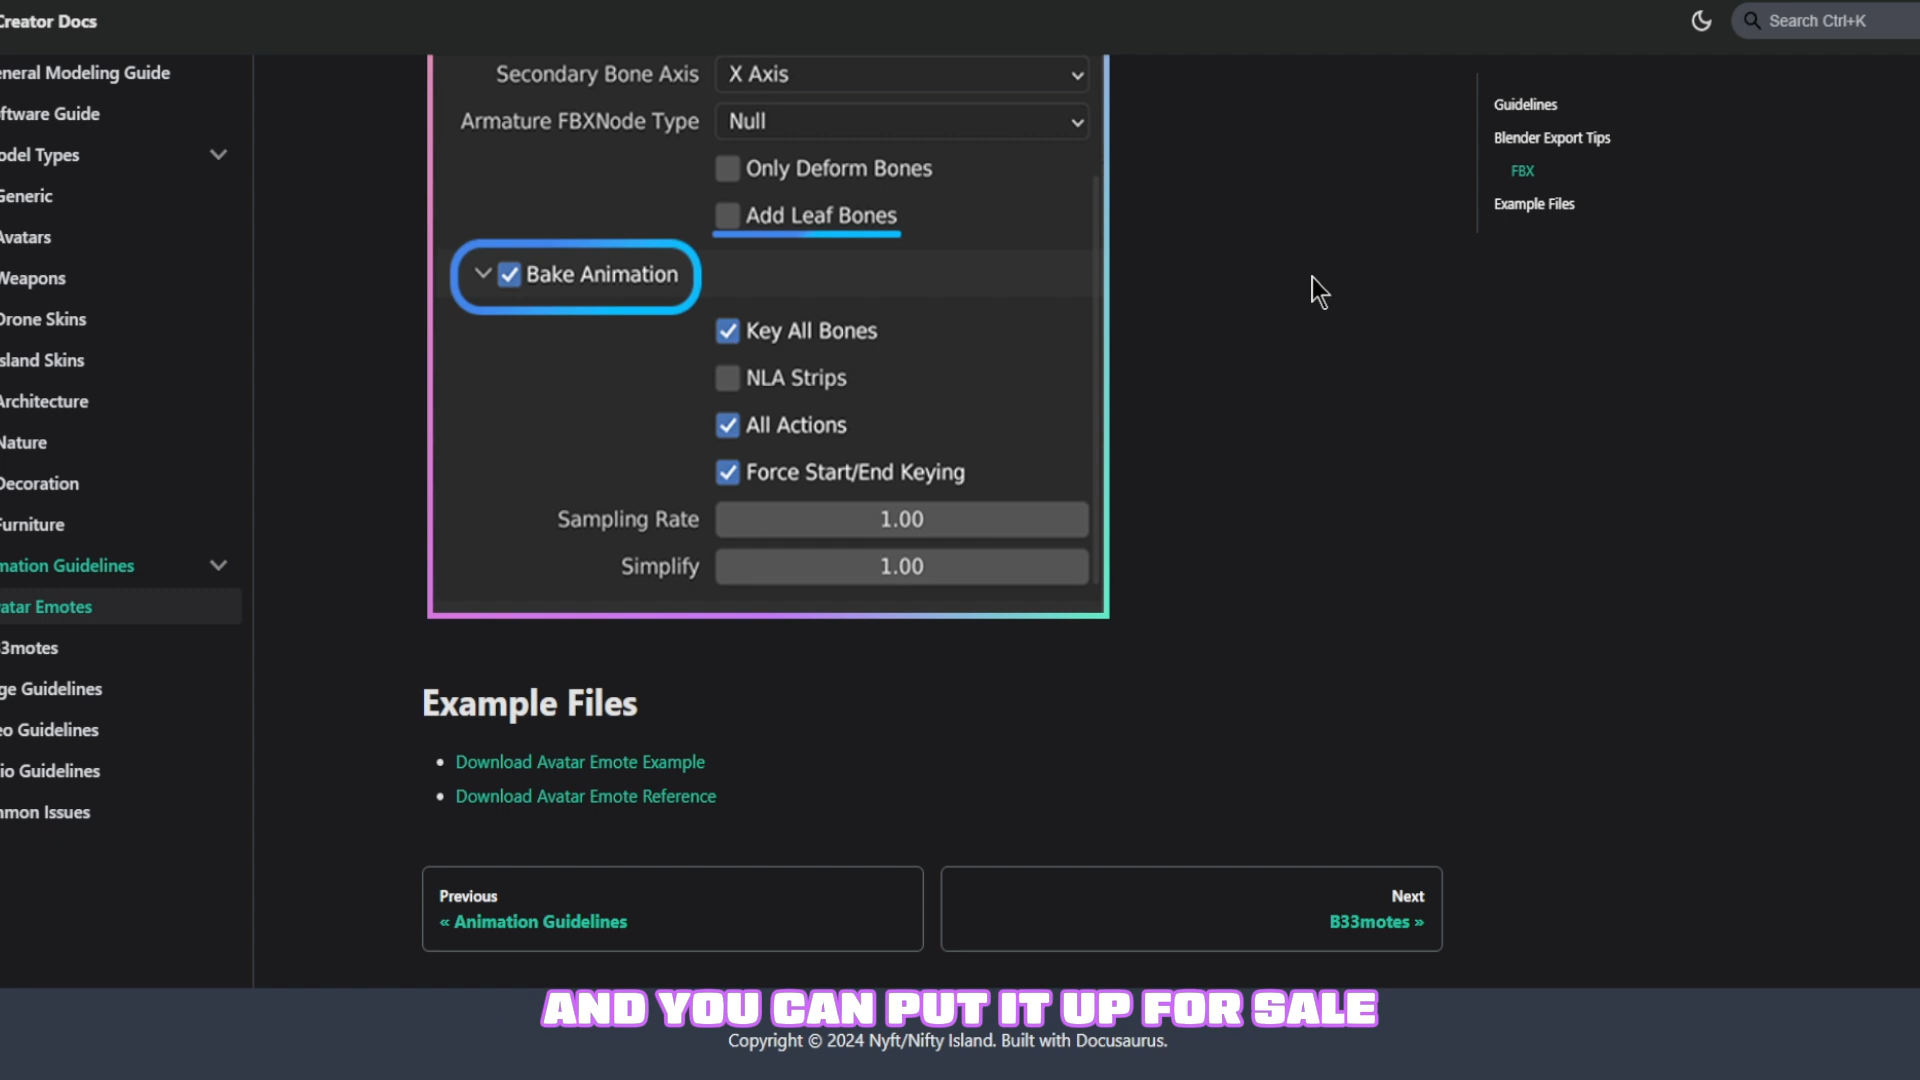 Creator Docs
Search Ctrl+K
eneral Modeling Guide
ftware Guide
odel Types
Generic
Avatars
Weapons
Drone Skins
sland Skins
Architecture
Nature
Decoration
Furniture
mation Guidelines
atar Emotes
33motes
ge Guidelines
eo Guidelines
io Guidelines
mmon Issues
Secondary Bone Axis X Axis
Armature FBXNode Type Null
Only Deform Bones
Add Leaf Bones
Bake Animation
Key All Bones
NLA Strips
All Actions
Force Start/End Keying
Sampling Rate 1.00
Simplify 1.00
Example Files
Download Avatar Emote Example
Download Avatar Emote Reference
Previous
« Animation Guidelines
Next
B33motes »
Guidelines
Blender Export Tips
FBX
Example Files
AND YOU CAN PUT IT UP FOR SALE
Copyright © 2024 Nyft/Nifty Island. Built with Docusaurus.